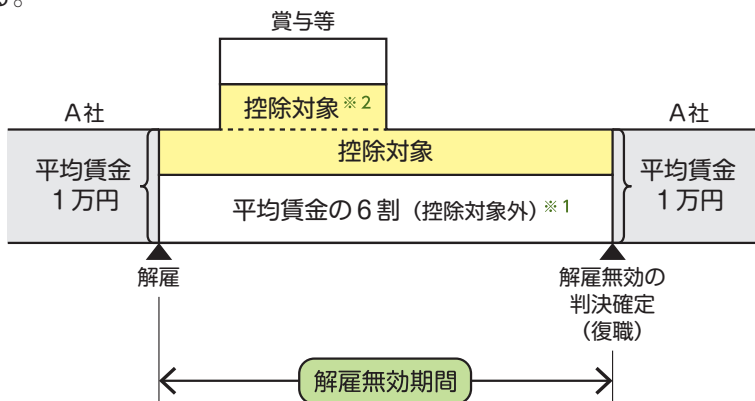 る。
賞与等
控除対象※2
A社
A社
控除対象
平均賃金
1万円
平均賃金
1万円
平均賃金の6割（控除対象外）※1
解雇
解雇無効の
判決確定
（復職）
解雇無効期間